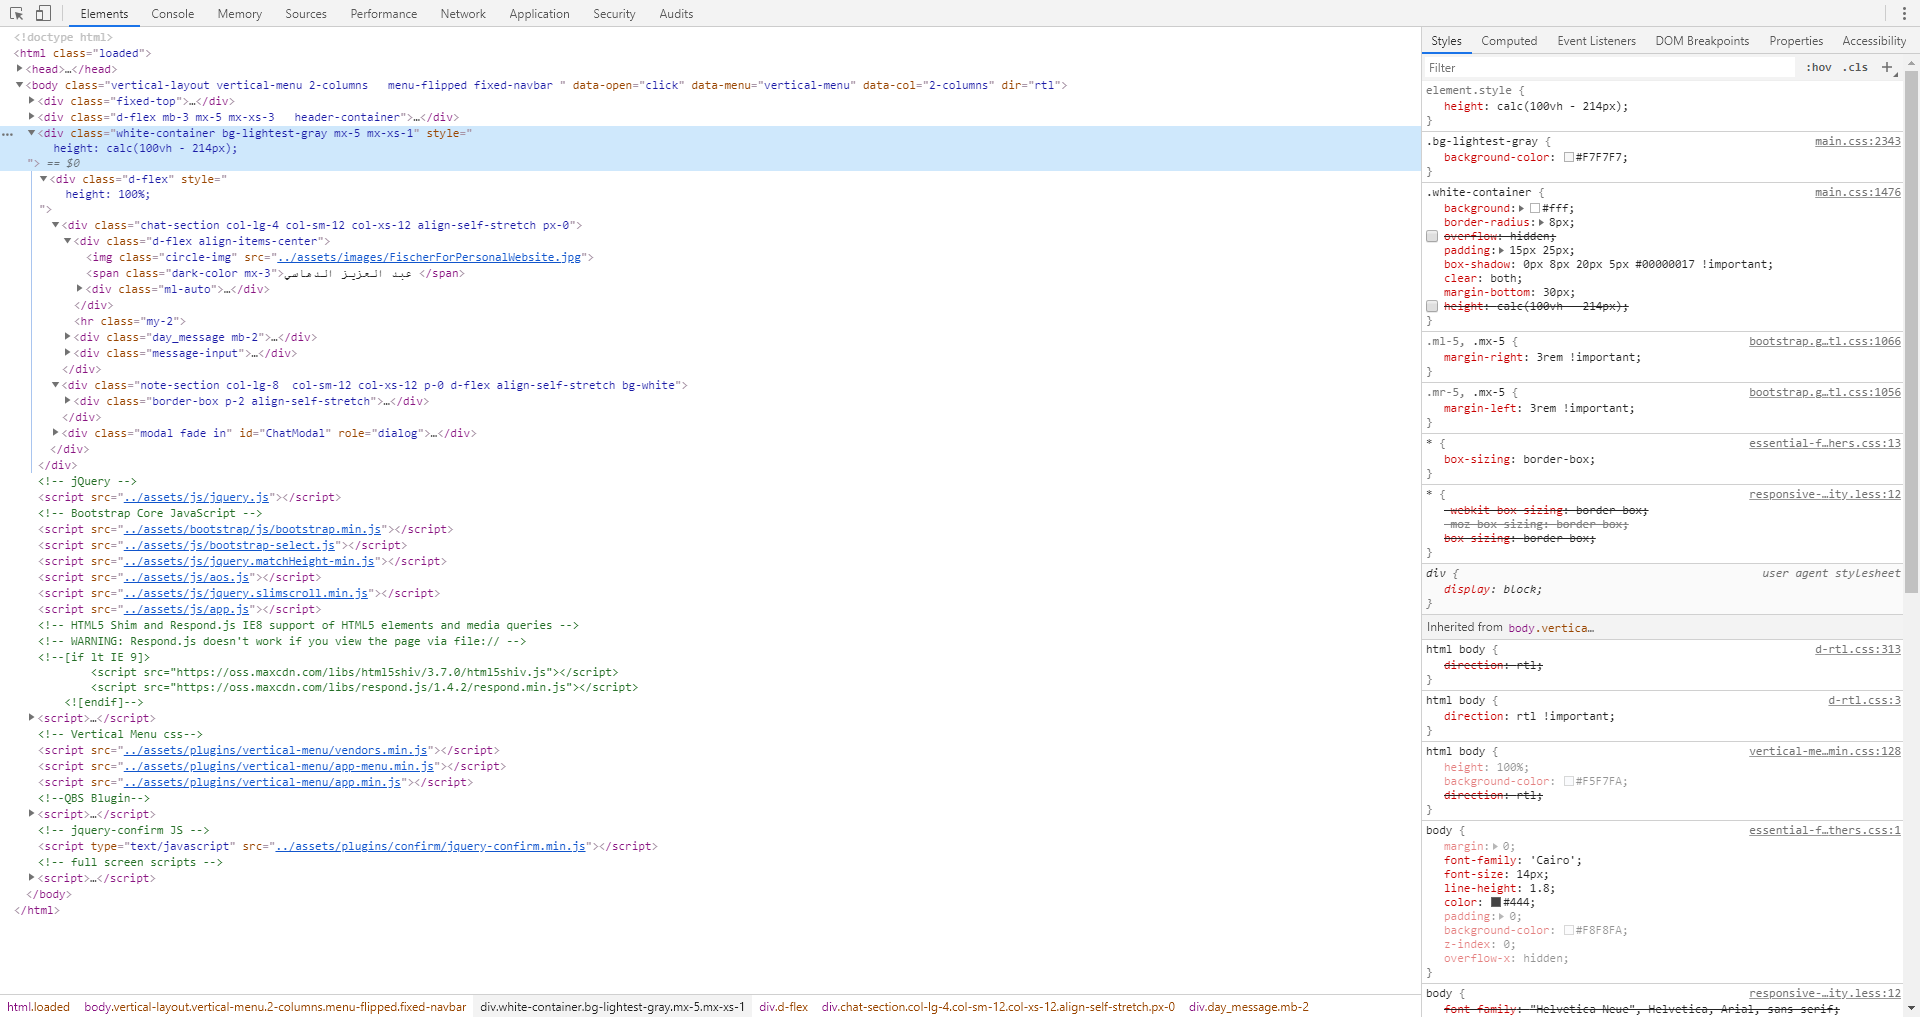 Elements Console Memory Sources Performance Network Application Security Audits
<!doctype html>
<html class="loaded">
<head>…</head>
<body class="vertical-layout vertical-menu 2-columns   menu-flipped fixed-navbar " data-open="click" data-menu="vertical-menu" data-col="2-columns" dir="rtl">
<div class="fixed-top">…</div>
<div class="d-flex mb-3 mx-5 mx-xs-3   header-container">…</div>
<div class="white-container bg-lightest-gray mx-5 mx-xs-1" style="
height: calc(100vh - 214px);
"> == $0
<div class="d-flex" style="
height: 100%;
">
<div class="chat-section col-lg-4 col-sm-12 col-xs-12 align-self-stretch px-0">
<div class="d-flex align-items-center">
<img class="circle-img" src="../assets/images/FischerForPersonalWebsite.jpg">
<span class="dark-color mx-3">عبد العزيز الدهاسي </span>
<div class="ml-auto">…</div>
</div>
<hr class="my-2">
<div class="day_message mb-2">…</div>
<div class="message-input">…</div>
</div>
<div class="note-section col-lg-8  col-sm-12 col-xs-12 p-0 d-flex align-self-stretch bg-white">
<div class="border-box p-2 align-self-stretch">…</div>
</div>
<div class="modal fade in" id="ChatModal" role="dialog">…</div>
</div>
</div>
<!-- jQuery -->
<script src="../assets/js/jquery.js"></script>
<!-- Bootstrap Core JavaScript -->
<script src="../assets/bootstrap/js/bootstrap.min.js"></script>
<script src="../assets/js/bootstrap-select.js"></script>
<script src="../assets/js/jquery.matchHeight-min.js"></script>
<script src="../assets/js/aos.js"></script>
<script src="../assets/js/jquery.slimscroll.min.js"></script>
<script src="../assets/js/app.js"></script>
<!-- HTML5 Shim and Respond.js IE8 support of HTML5 elements and media queries -->
<!-- WARNING: Respond.js doesn't work if you view the page via file:// -->
<!--[if lt IE 9]>
<script src="https://oss.maxcdn.com/libs/html5shiv/3.7.0/html5shiv.js"></script>
<script src="https://oss.maxcdn.com/libs/respond.js/1.4.2/respond.min.js"></script>
<![endif]-->
<script>…</script>
<!-- Vertical Menu css-->
<script src="../assets/plugins/vertical-menu/vendors.min.js"></script>
<script src="../assets/plugins/vertical-menu/app-menu.min.js"></script>
<script src="../assets/plugins/vertical-menu/app.min.js"></script>
<!--QBS Blugin-->
<script>…</script>
<!-- jquery-confirm JS -->
<script type="text/javascript" src="../assets/plugins/confirm/jquery-confirm.min.js"></script>
<!-- full screen scripts -->
<script>…</script>
</body>
</html>
html.loaded body.vertical-layout.vertical-menu.2-columns.menu-flipped.fixed-navbar div.white-container.bg-lightest-gray.mx-5.mx-xs-1 div.d-flex div.chat-section.col-lg-4.col-sm-12.col-xs-12.align-self-stretch.px-0 div.day_message.mb-2
Styles Computed Event Listeners DOM Breakpoints Properties Accessibility
Filter :hov .cls +
element.style {
height: calc(100vh - 214px);
}
.bg-lightest-gray { main.css:2343
background-color: #F7F7F7;
}
.white-container { main.css:1476
background: #fff;
border-radius: 8px;
overflow: hidden;
padding: 15px 25px;
box-shadow: 0px 8px 20px 5px #00000017 !important;
clear: both;
margin-bottom: 30px;
height: calc(100vh - 214px);
}
.ml-5, .mx-5 { bootstrap.g…tl.css:1066
margin-right: 3rem !important;
}
.mr-5, .mx-5 { bootstrap.g…tl.css:1056
margin-left: 3rem !important;
}
* { essential-f…hers.css:13
box-sizing: border-box;
}
* { responsive-…ity.less:12
-webkit-box-sizing: border-box;
-moz-box-sizing: border-box;
box-sizing: border-box;
}
div { user agent stylesheet
display: block;
}
Inherited from body.vertica…
html body { d-rtl.css:313
direction: rtl;
}
html body { d-rtl.css:3
direction: rtl !important;
}
html body { vertical-me…min.css:128
height: 100%;
background-color: #F5F7FA;
direction: rtl;
}
body { essential-f…thers.css:1
margin: 0;
font-family: 'Cairo';
font-size: 14px;
line-height: 1.8;
color: #444;
padding: 0;
background-color: #F8F8FA;
z-index: 0;
overflow-x: hidden;
}
body { responsive-…ity.less:12
font-family: "Helvetica Neue", Helvetica, Arial, sans-serif;